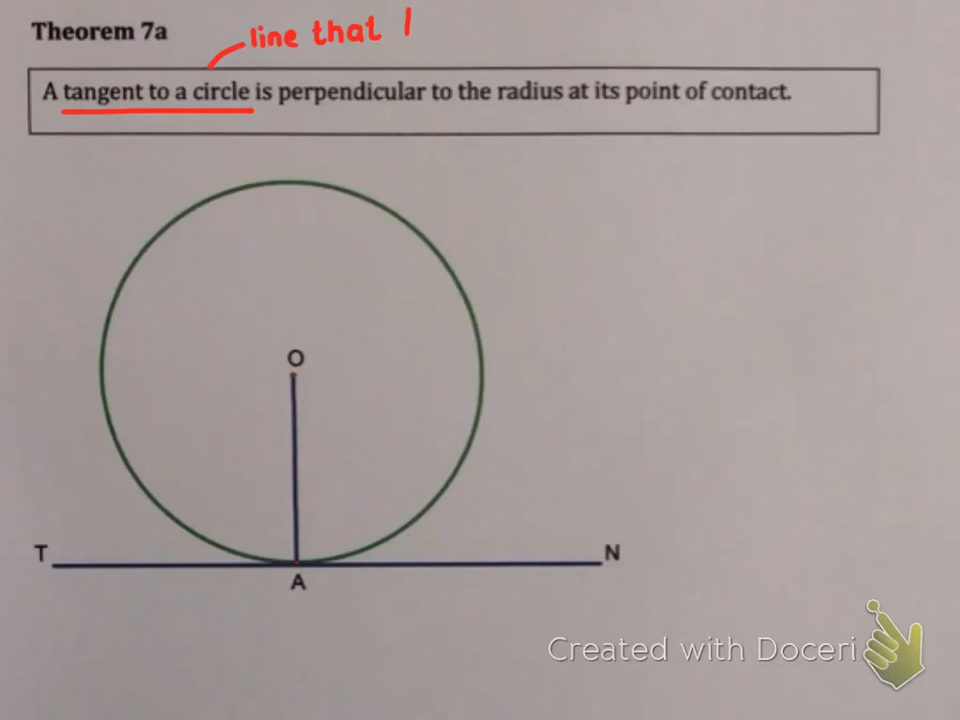 Theorem 7a
line that
A tangent to a circle is perpendicular to the radius at its point of contact.
O
T
N
A
Created with Doceri